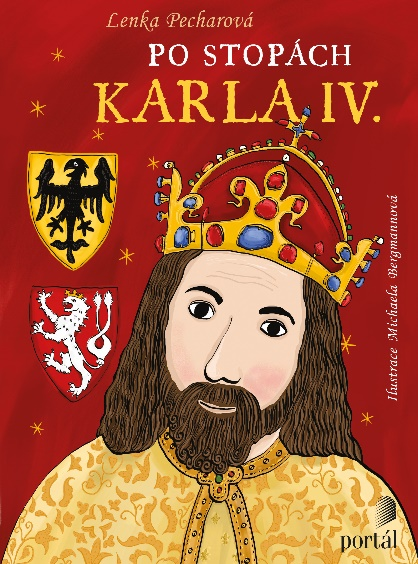 Lenka Pecharová
PO STOPÁCH
KARLA IV.
Ilustrace Michaela Bergmannová
portál